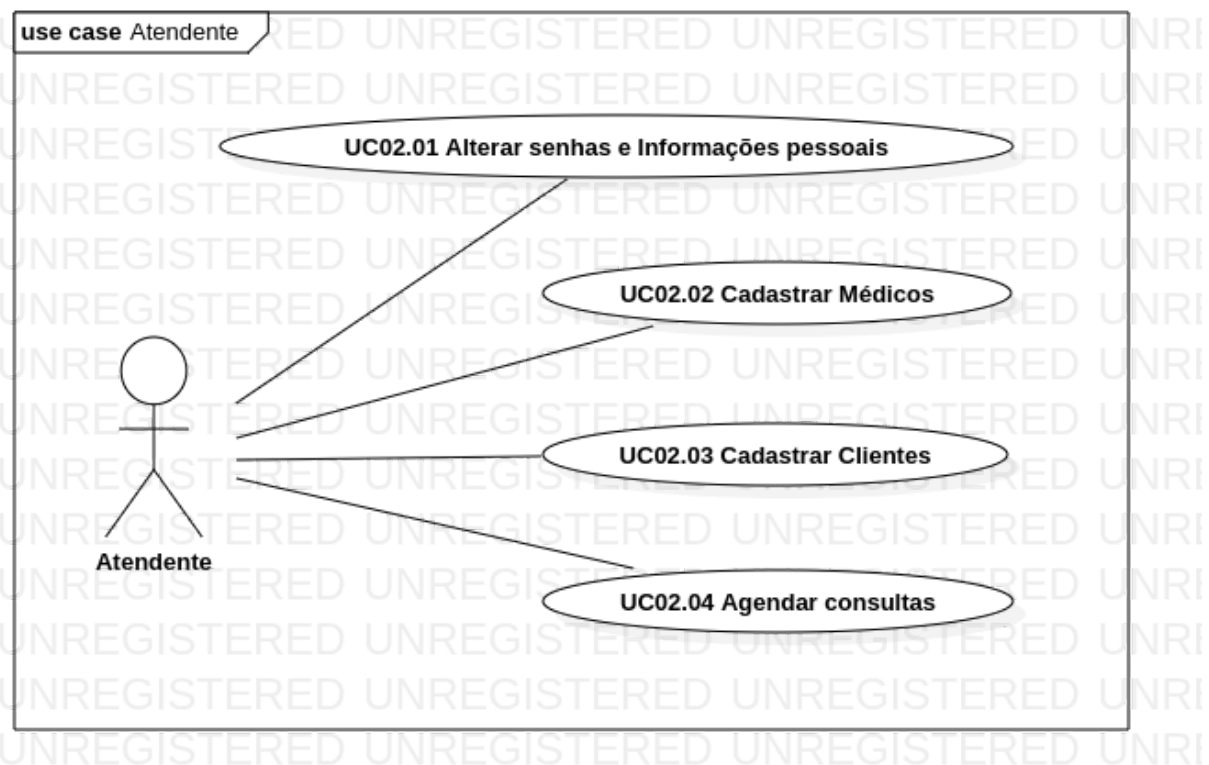 use case Atendente
UC02.01 Alterar senhas e Informações pessoais
UC02.02 Cadastrar Médicos
UC02.03 Cadastrar Clientes
Atendente
UC02.04 Agendar consultas
UNREGISTERED